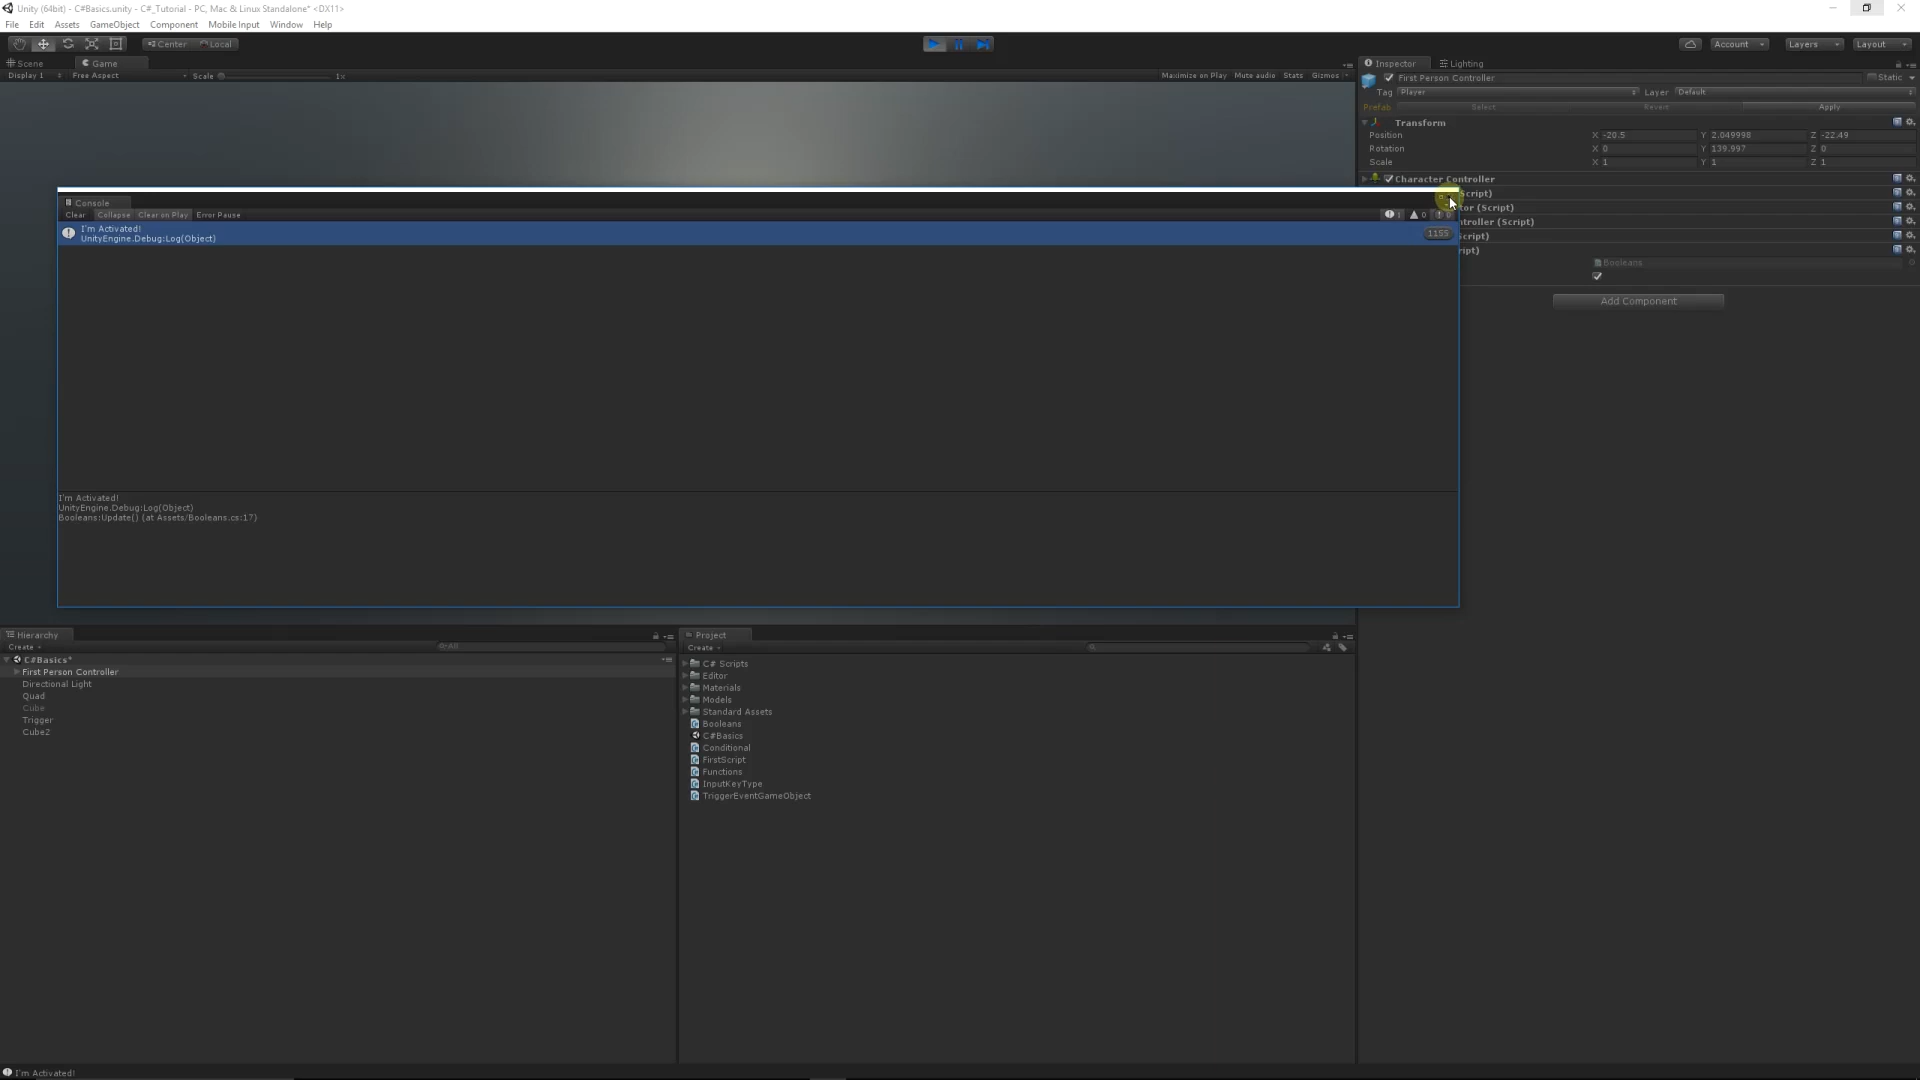 Unity (64bit) - C#Basics.unity - C#_Tutorial - PC, Mac & Linux Standalone* <DX11>
File Edit Assets GameObject Component Mobile Input Window Help
Center Local Account Layers Layout
Scene Game Inspector Lighting
Display 1 Free Aspect Scale 1x Maximize on Play Mute audio Stats Gizmos
First Person Controller Static
Tag Player Layer Default
Prefab Select Revert Apply
Transform
Position X -20.5 Y 2.049998 Z -22.49
Rotation X 0 Y 139.997 Z 0
Scale X 1 Y 1 Z 1
Character Controller
Script)
tor (Script)
ntroller (Script)
Script)
ript)
Booleans
Add Component
Console
Clear Collapse Clear on Play Error Pause 1 0 0
I'm Activated!
UnityEngine.Debug:Log(Object)
1155
I'm Activated!
UnityEngine.Debug:Log(Object)
Booleans:Update() (at Assets/Booleans.cs:17)
Hierarchy
Create All
C#Basics*
First Person Controller
Directional Light
Quad
Cube
Trigger
Cube2
Project
Create
C# Scripts
Editor
Materials
Models
Standard Assets
Booleans
C#Basics
Conditional
FirstScript
Functions
InputKeyType
TriggerEventGameObject
I'm Activated!